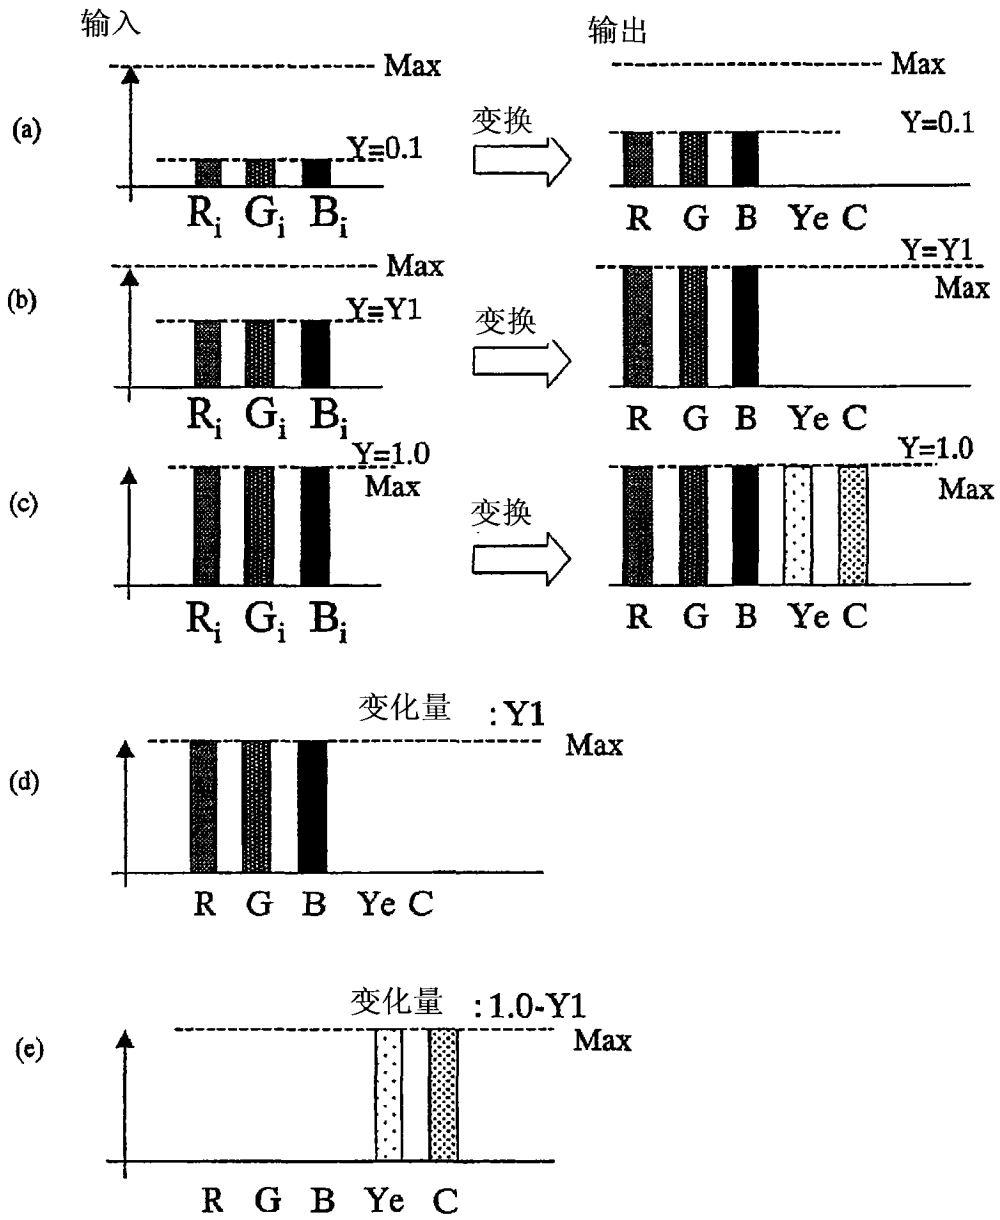 输入 输出
Max Max
(a) Y=0.1 变换 Y=0.1
Ri Gi Bi R G B Ye C
Max Y=Y1
(b) Y=Y1 变换 Max
Ri Gi Bi R G B Ye C
Y=1.0 Y=1.0
(c) Max 变换 Max
Ri Gi Bi R G B Ye C
变化量 :Y1
Max
(d)
R G B Ye C
变化量 :1.0-Y1
(e) Max
R G B Ye C